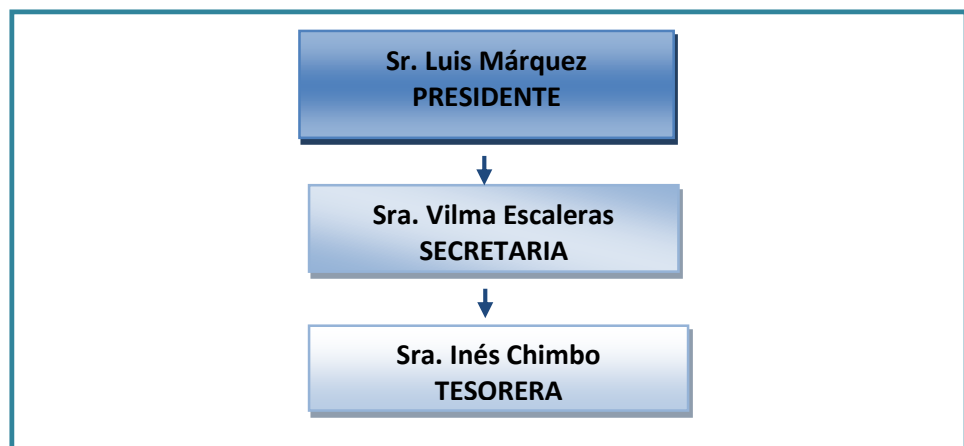 Sr. Luis Márquez
PRESIDENTE
Sra. Vilma Escaleras
SECRETARIA
Sra. Inés Chimbo
TESORERA